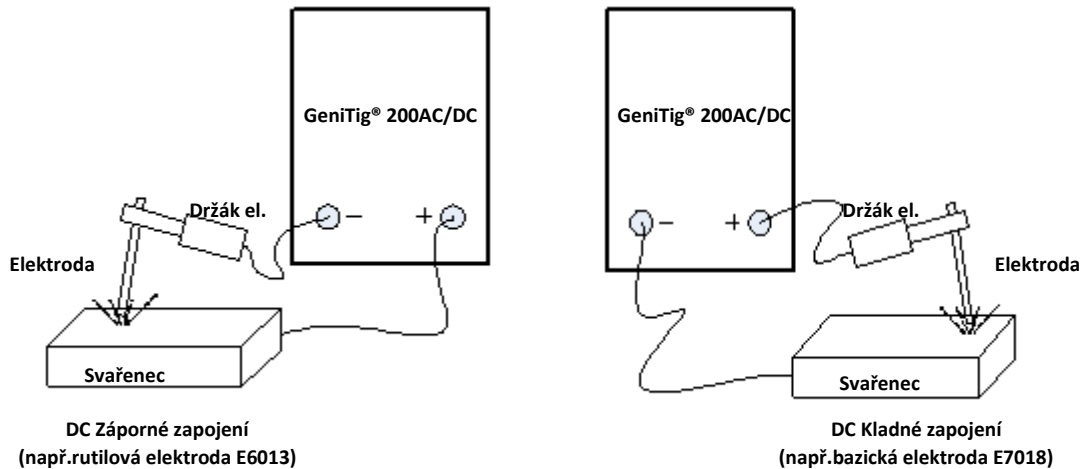 GeniTig® 200AC/DC
− +
Držák el.
Elektroda
Svařenec
DC Záporné zapojení
(např.rutilová elektroda E6013)
GeniTig® 200AC/DC
− +
Držák el.
Elektroda
Svařenec
DC Kladné zapojení
(např.bazická elektroda E7018)